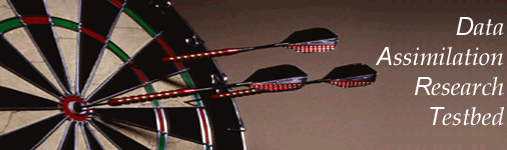 Data
Assimilation
Research
Testbed